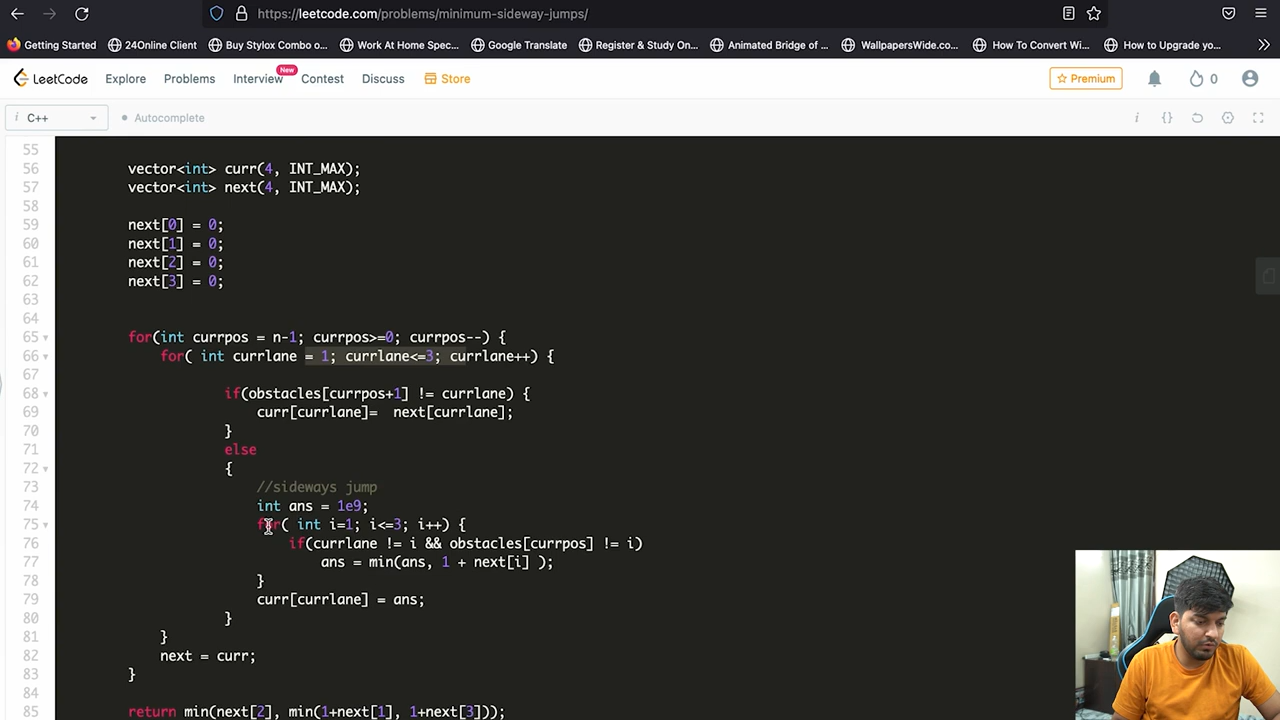 https://leetcode.com/problems/minimum-sideway-jumps/
Getting Started 24Online Client Buy Stylox Combo o... Work At Home Spec... Google Translate Register & Study On... Animated Bridge of ... WallpapersWide.co... How To Convert Wi... How to Upgrade yo...
LeetCode Explore Problems Interview New Contest Discuss Store Premium 0
i C++ Autocomplete
55
56 vector<int> curr(4, INT_MAX);
57 vector<int> next(4, INT_MAX);
58
59 next[0] = 0;
60 next[1] = 0;
61 next[2] = 0;
62 next[3] = 0;
63
64
65 for(int currpos = n-1; currpos>=0; currpos--) {
66 for( int currlane = 1; currlane<=3; currlane++) {
67
68 if(obstacles[currpos+1] != currlane) {
69 curr[currlane]=  next[currlane];
70 }
71 else
72 {
73 //sideways jump
74 int ans = 1e9;
75 for( int i=1; i<=3; i++) {
76 if(currlane != i && obstacles[currpos] != i)
77 ans = min(ans, 1 + next[i] );
78 }
79 curr[currlane] = ans;
80 }
81 }
82 next = curr;
83 }
84
85 return min(next[2], min(1+next[1], 1+next[3]));